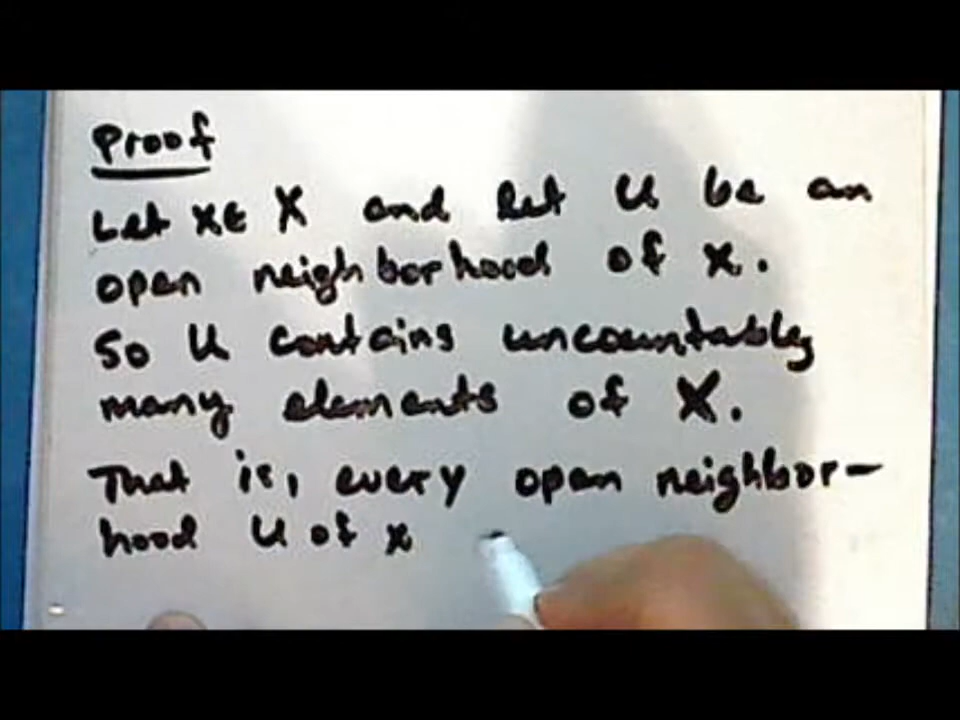 Proof
Let x ∈ X and let U be an
open neighborhood of x.
So U contains uncountably
many elements of X.
That is, every open neighbor-
hood U of x